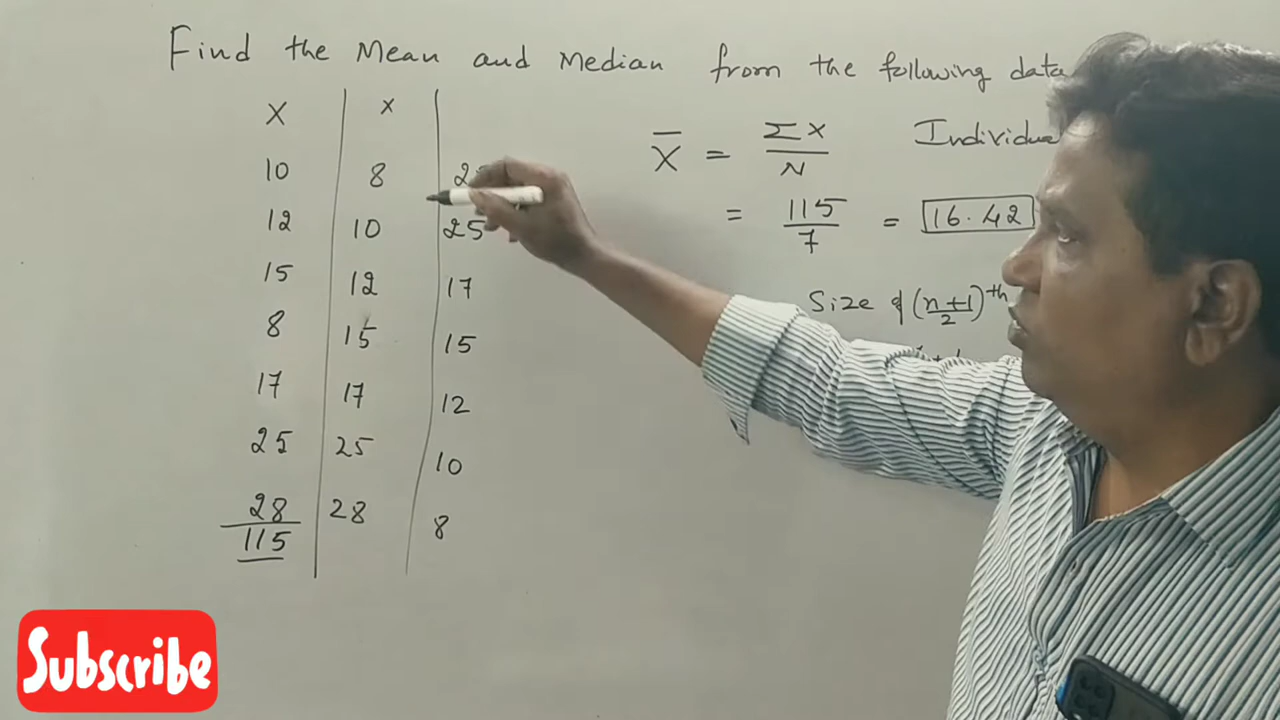 Find the Mean and Median from the following data
X x
10 8
12 10 25
15 12 17
8 15 15
17 17 12
25 25 10
28 28 8
115
X̄ = ΣX / N
= 115 / 7 = 16.42
Size of (n+1 / 2)th
Subscribe